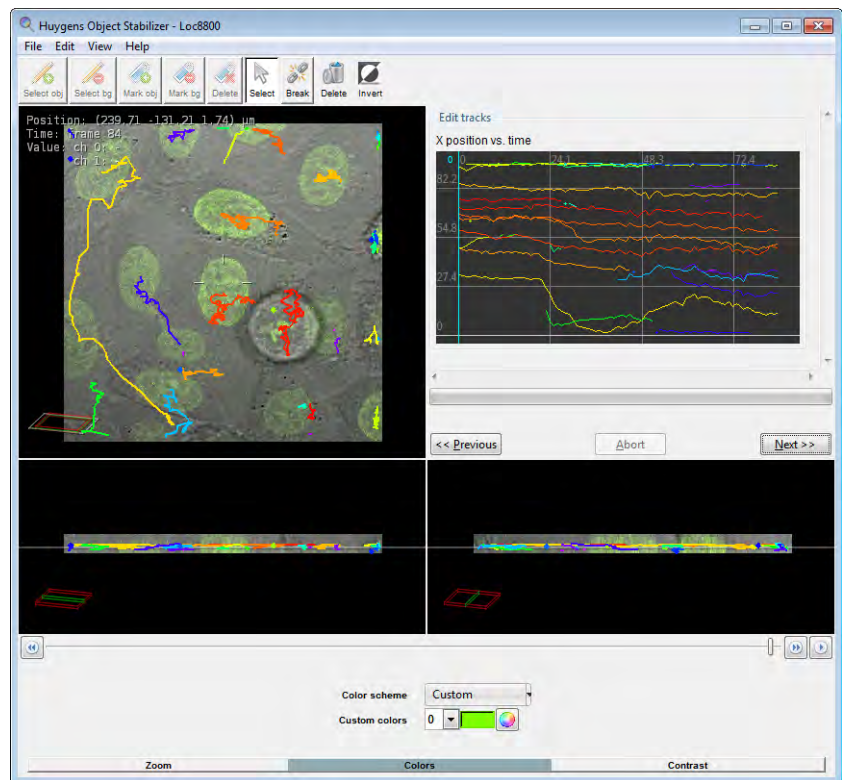 Huygens Object Stabilizer - Loc8800
File Edit View Help
Select obj Select bg Mark obj Mark bg Delete Select Break Delete Invert
Position: (239,71 -131,21 1,74) um
Time: Frame 84
Value: ch 0: -
ch 1: -
Edit tracks
X position vs. time
0 0 24,1 48,3 72,4
82.2
54.8
27.4
0
<< Previous Abort Next >>
Color scheme Custom
Custom colors 0
Zoom Colors Contrast